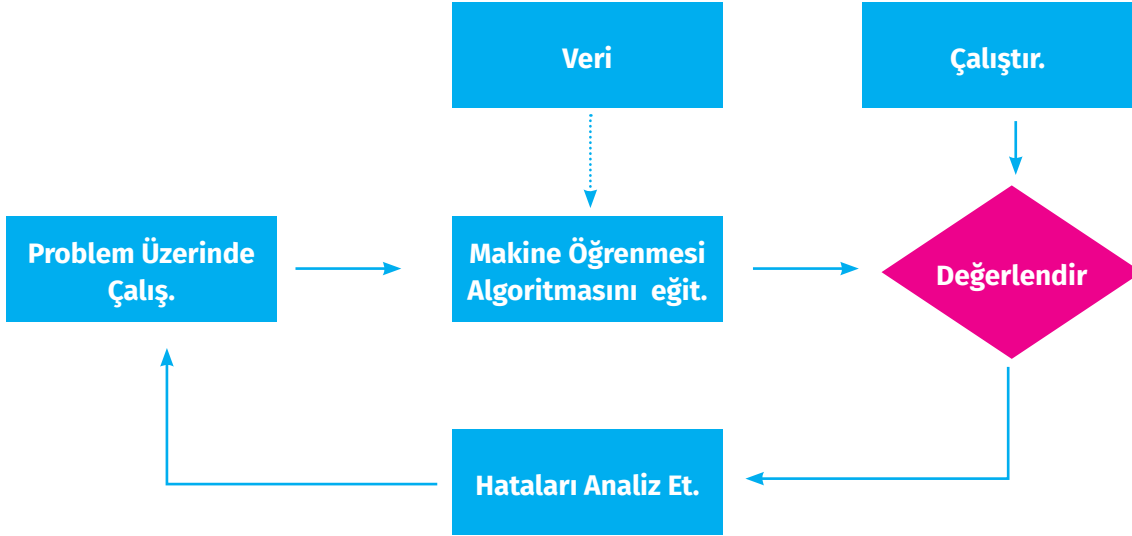 Veri
Çalıştır.
Problem Üzerinde
Çalış.
Makine Öğrenmesi
Algoritmasını eğit.
Değerlendir
Hataları Analiz Et.